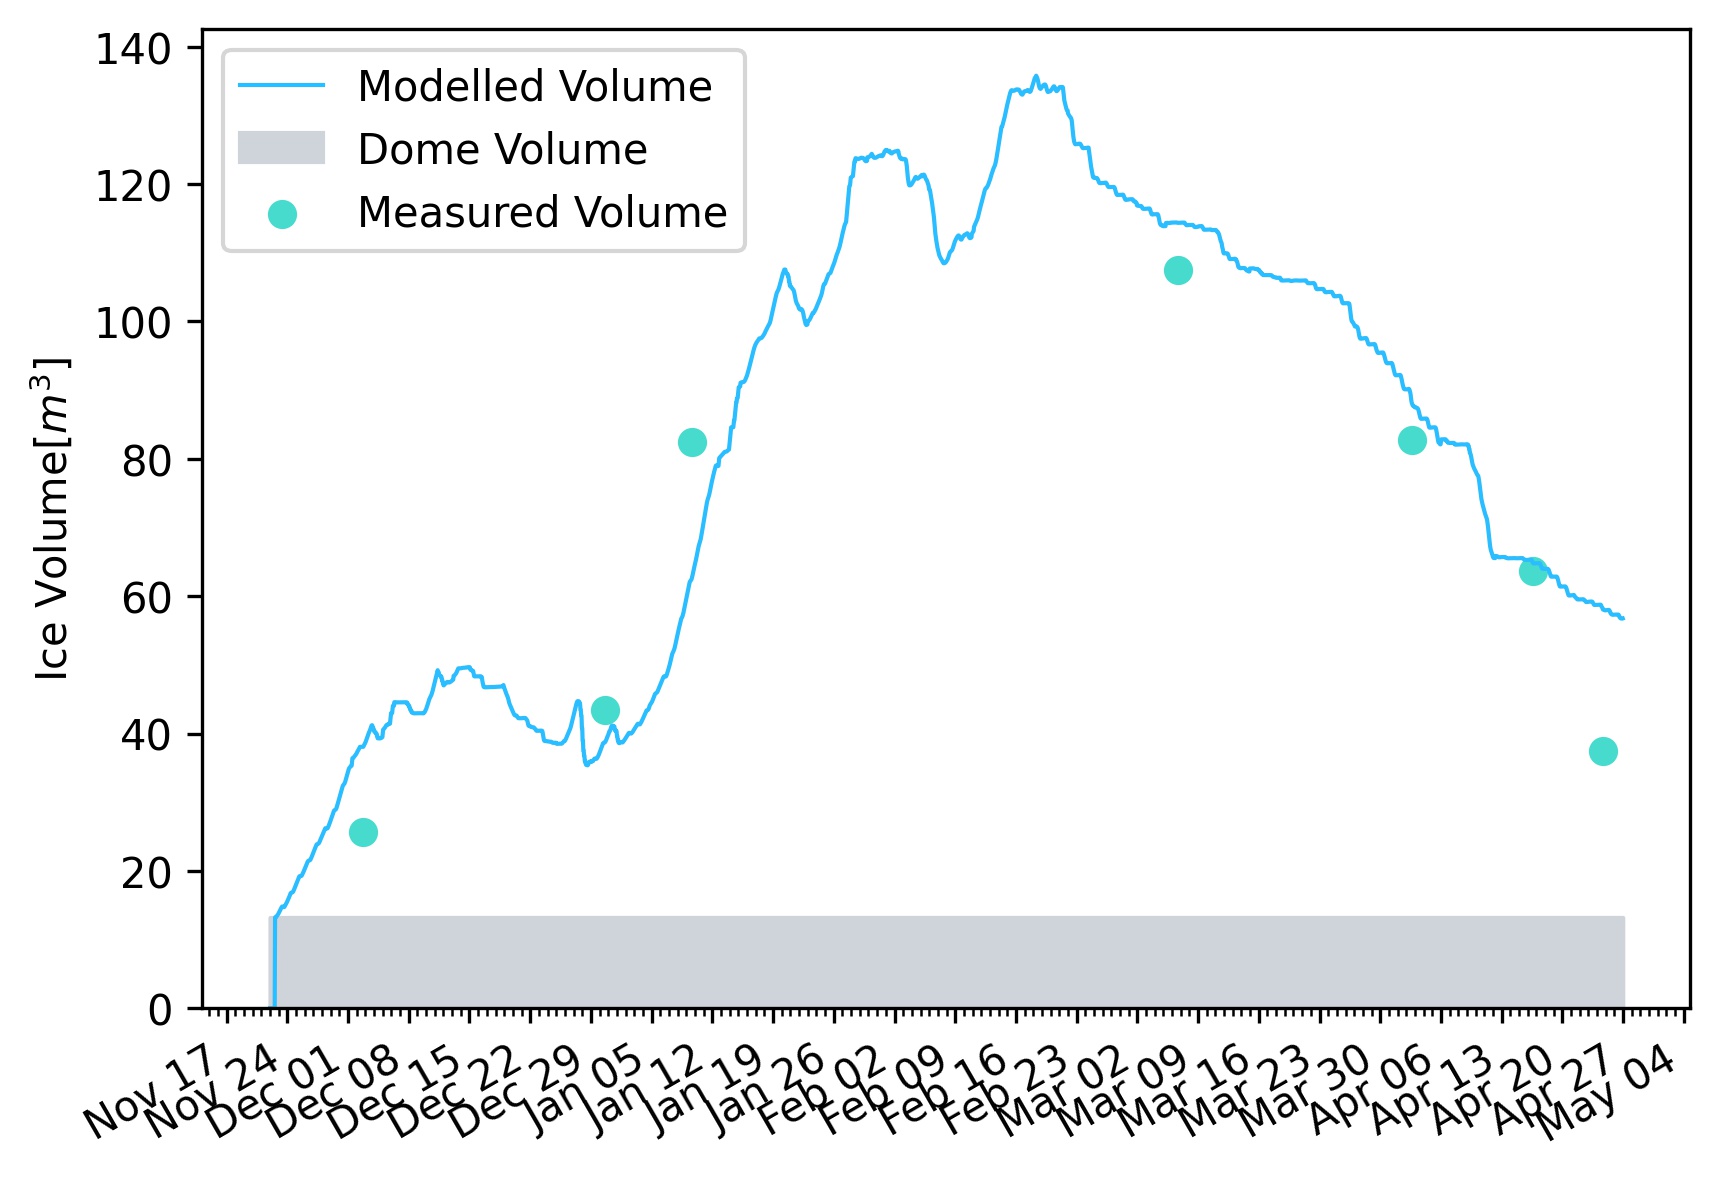 140
120
100
80
60
40
20
0
Ice Volume[m³]
Modelled Volume
Dome Volume
Measured Volume
Nov 17
Nov 24
Dec 01
Dec 08
Dec 15
Dec 22
Dec 29
Jan 05
Jan 12
Jan 19
Jan 26
Feb 02
Feb 09
Feb 16
Feb 23
Mar 02
Mar 09
Mar 16
Mar 23
Mar 30
Apr 06
Apr 13
Apr 20
Apr 27
May 04